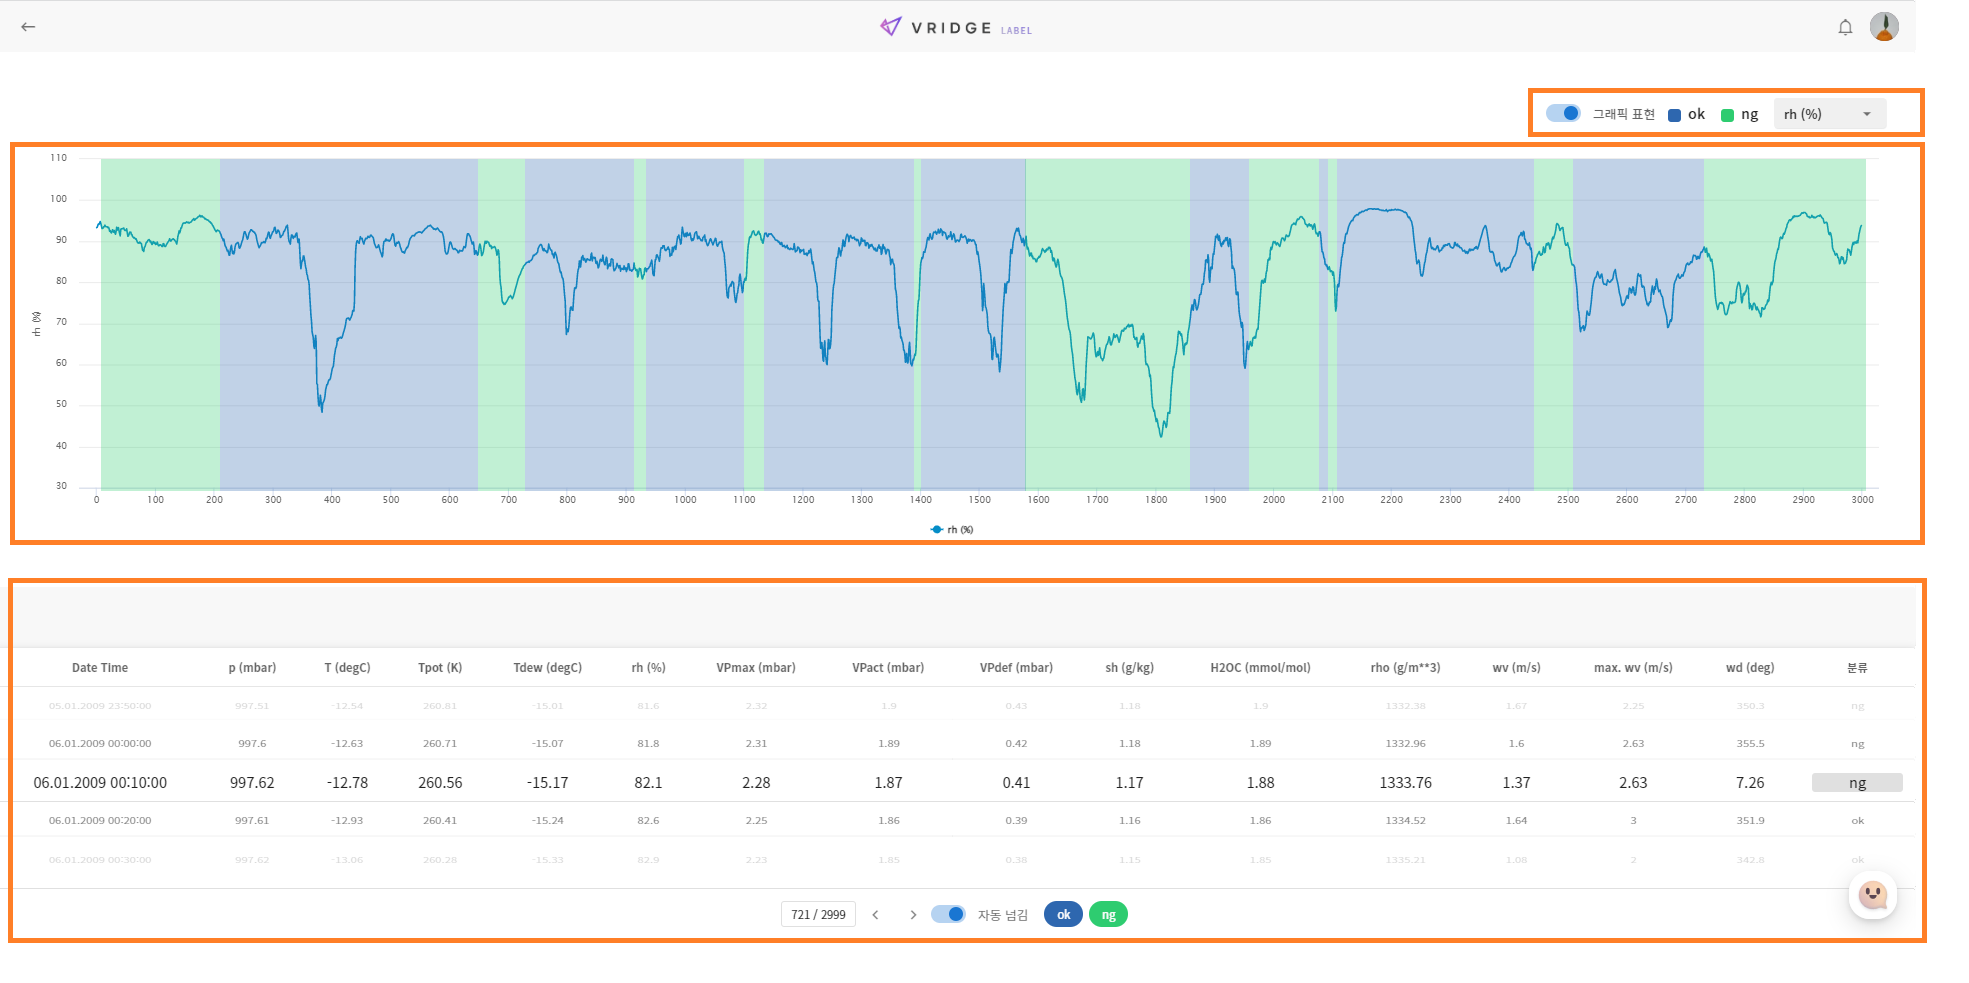 VRIDGE LABEL
그래픽 표현 ok ng rh (%)
110
100
90
80
70
60
50
40
30
rh (%)
0 100 200 300 400 500 600 700 800 900 1000 1100 1200 1300 1400 1500 1600 1700 1800 1900 2000 2100 2200 2300 2400 2500 2600 2700 2800 2900 3000
rh (%)
Date Time p (mbar) T (degC) Tpot (K) Tdew (degC) rh (%) VPmax (mbar) VPact (mbar) VPdef (mbar) sh (g/kg) H2OC (mmol/mol) rho (g/m**3) wv (m/s) max. wv (m/s) wd (deg) 분류
05.01.2009 23:50:00 997.51 -12.54 260.81 -15.01 81.6 2.32 1.9 0.43 1.18 1.9 1332.38 1.67 2.25 350.3 ng
06.01.2009 00:00:00 997.6 -12.63 260.71 -15.07 81.8 2.31 1.89 0.42 1.18 1.89 1332.96 1.6 2.63 355.5 ng
06.01.2009 00:10:00 997.62 -12.78 260.56 -15.17 82.1 2.28 1.87 0.41 1.17 1.88 1333.76 1.37 2.63 7.26 ng
06.01.2009 00:20:00 997.61 -12.93 260.41 -15.24 82.6 2.25 1.86 0.39 1.16 1.86 1334.52 1.64 3 351.9 ok
06.01.2009 00:30:00 997.62 -13.06 260.28 -15.33 82.9 2.23 1.85 0.38 1.15 1.85 1335.21 1.08 2 342.8 ok
721 / 2999 자동 넘김 ok ng